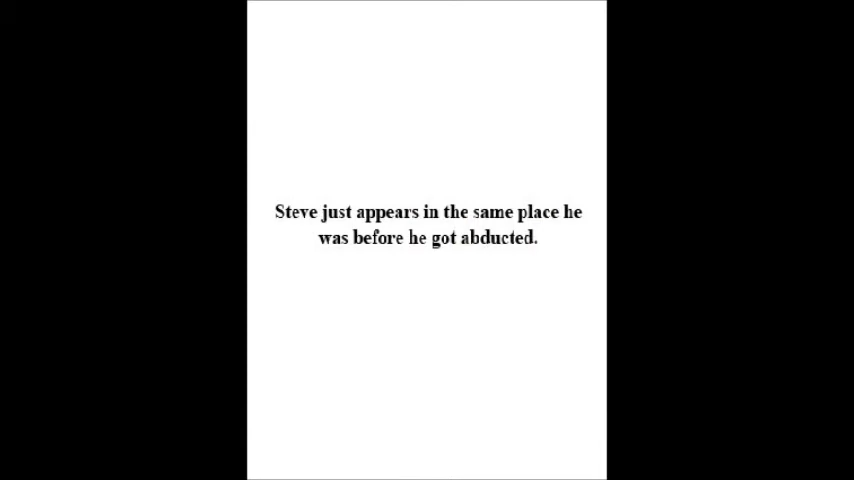 Steve just appears in the same place he
was before he got abducted.